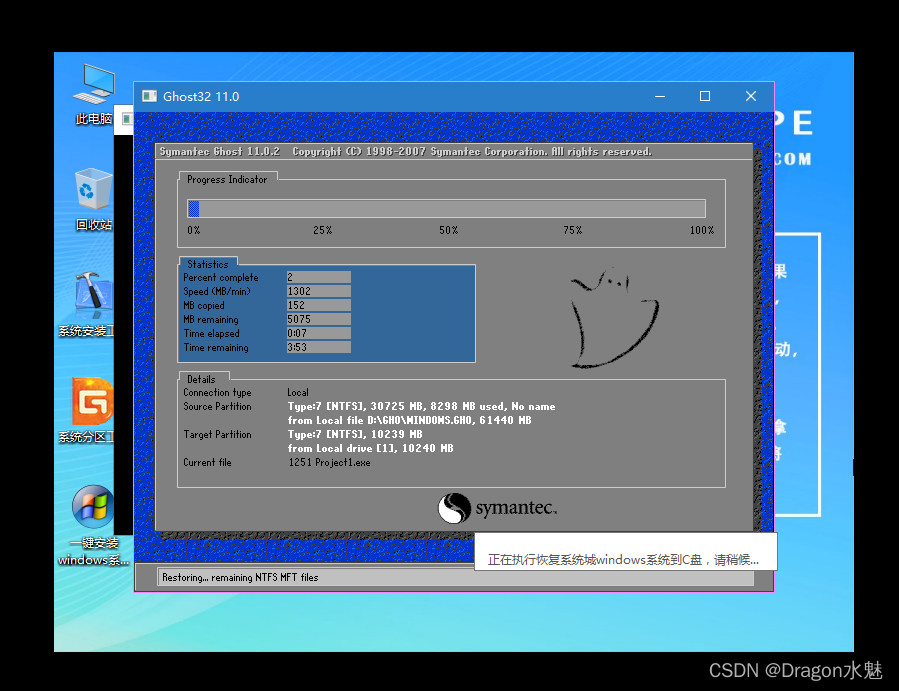 此电脑
回收站
系统安装工
系统分区工
一键安装
windows系...
Ghost32 11.0
Symantec Ghost 11.0.2 Copyright (C) 1998-2007 Symantec Corporation. All rights reserved.
Progress Indicator
0% 25% 50% 75% 100%
Statistics
Percent complete 2
Speed (MB/min) 1302
MB copied 152
MB remaining 5075
Time elapsed 0:07
Time remaining 3:53
Details
Connection type Local
Source Partition Type:7 [NTFS], 30725 MB, 8298 MB used, No name
from Local file D:\GHO\WINDOWS.GHO, 61440 MB
Target Partition Type:7 [NTFS], 10239 MB
from Local drive [1], 10240 MB
Current file 1251 Project1.exe
symantec.
正在执行恢复系统域windows系统到C盘，请稍候...
Restoring... remaining NTFS MFT files
PE
COM
果
，
动，
拿
将
CSDN @Dragon水魅